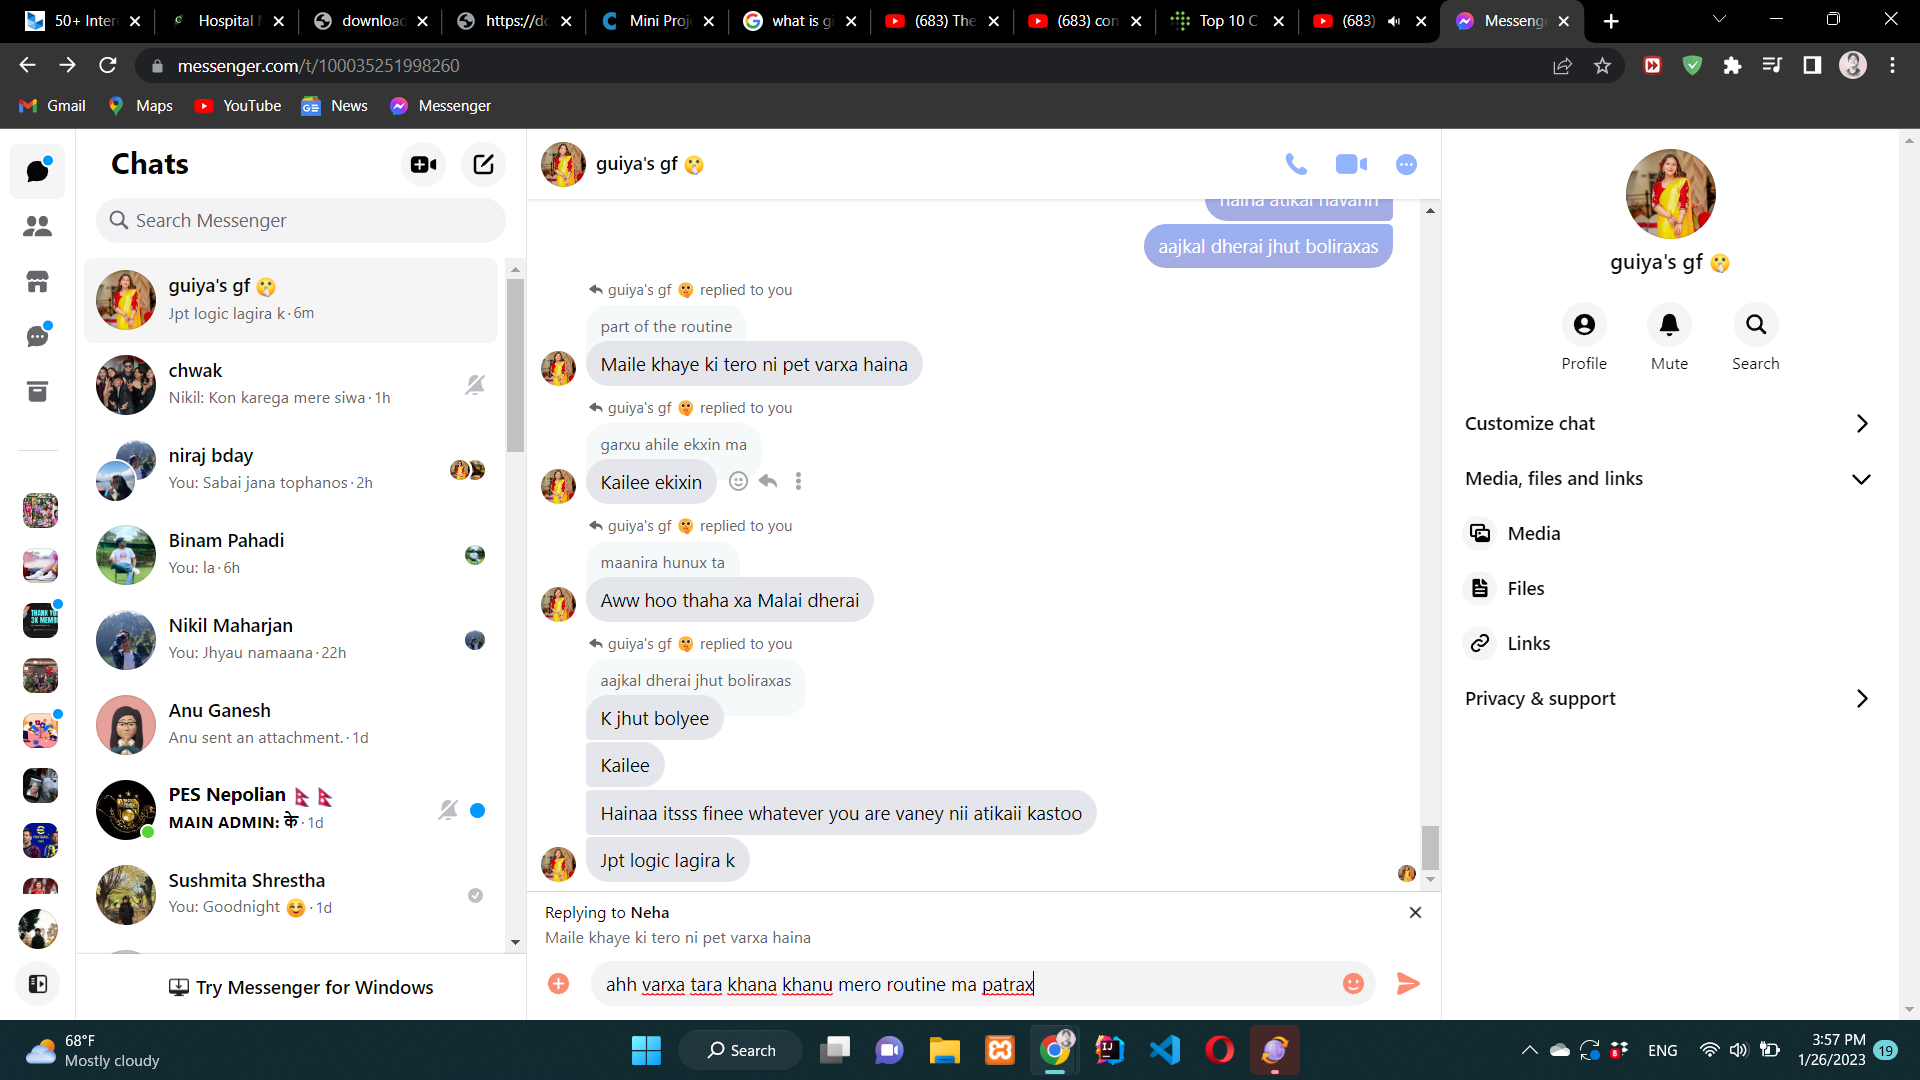 50+ Inter
Hospital M
download
https://do
Mini Proj
what is gi
(683) The
(683) con
Top 10 C
(683)
Messeng
messenger.com/t/100035251998260
Gmail
Maps
YouTube
News
Messenger
Chats
Search Messenger
guiya's gf 🤫
Jpt logic lagira k · 6m
chwak
Nikil: Kon karega mere siwa · 1h
niraj bday
You: Sabai jana tophanos · 2h
Binam Pahadi
You: la · 6h
Nikil Maharjan
You: Jhyau namaana · 22h
Anu Ganesh
Anu sent an attachment. · 1d
PES Nepolian 🇳🇵🇳🇵
MAIN ADMIN: के · 1d
Sushmita Shrestha
You: Goodnight ☺️ · 1d
Try Messenger for Windows
guiya's gf 🤫
haina atikai navann
aajkal dherai jhut boliraxas
guiya's gf 🤫 replied to you
part of the routine
Maile khaye ki tero ni pet varxa haina
guiya's gf 🤫 replied to you
garxu ahile ekxin ma
Kailee ekixin
guiya's gf 🤫 replied to you
maanira hunux ta
Aww hoo thaha xa Malai dherai
guiya's gf 🤫 replied to you
aajkal dherai jhut boliraxas
K jhut bolyee
Kailee
Hainaa itsss finee whatever you are vaney nii atikaii kastoo
Jpt logic lagira k
Replying to Neha
Maile khaye ki tero ni pet varxa haina
ahh varxa tara khana khanu mero routine ma patrax
guiya's gf 🤫
Profile
Mute
Search
Customize chat
Media, files and links
Media
Files
Links
Privacy & support
68°F
Mostly cloudy
Search
ENG
3:57 PM
1/26/2023
19